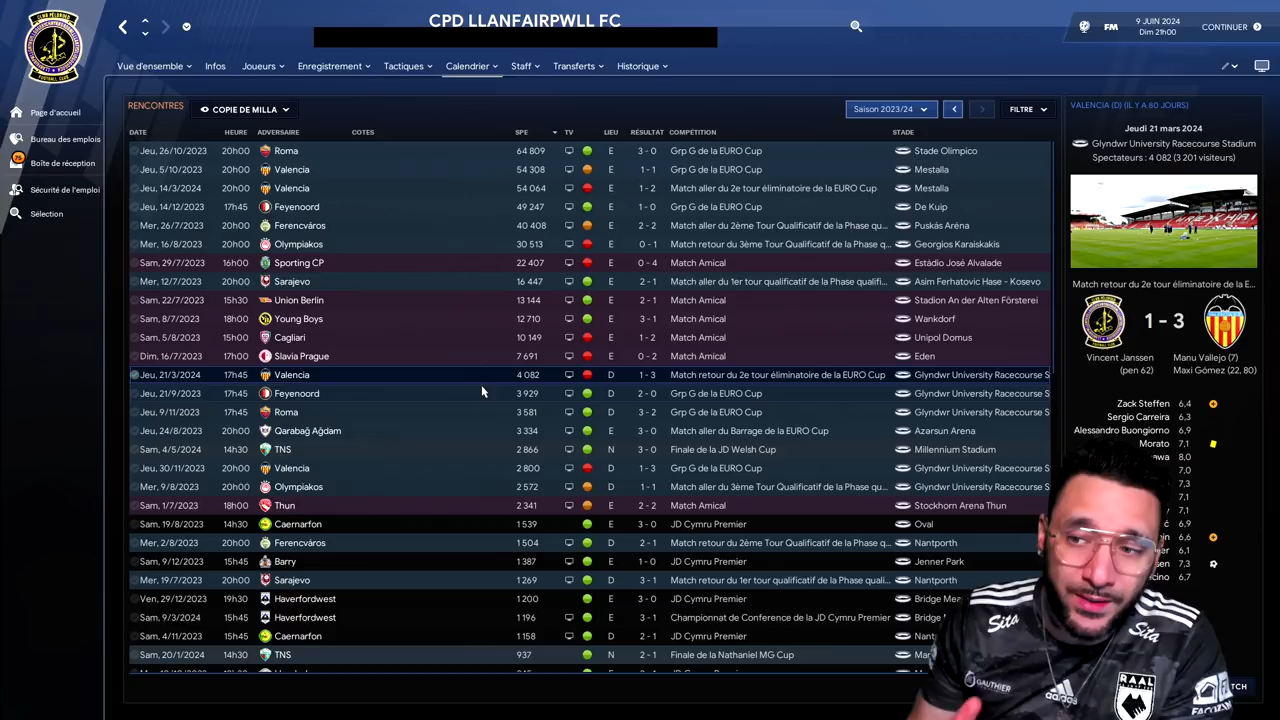 CPD LLANFAIRPWLL FC
9 JUIN 2024
Dim 21h00
FM
CONTINUER
Vue d'ensemble Infos Joueurs Enregistrement Tactiques Calendrier Staff Transferts Historique
Page d'accueil
Bureau des emplois
Boîte de réception
Sécurité de l'emploi
Sélection
RENCONTRES COPIE DE MILLA Saison 2023/24 FILTRE
DATE HEURE ADVERSAIRE COTES SPE TV LIEU RÉSULTAT COMPÉTITION STADE
Jeu, 26/10/2023 20h00 Roma 64 809 E 3 - 0 Grp G de la EURO Cup Stade Olimpico
Jeu, 5/10/2023 20h00 Valencia 54 308 E 1 - 1 Grp G de la EURO Cup Mestalla
Jeu, 14/3/2024 20h00 Valencia 54 064 E 1 - 2 Match aller du 2e tour éliminatoire de la EURO Cup Mestalla
Jeu, 14/12/2023 17h45 Feyenoord 49 247 E 1 - 0 Grp G de la EURO Cup De Kuip
Mer, 26/7/2023 20h00 Ferencváros 40 408 E 2 - 2 Match aller du 2ème Tour Qualificatif de la Phase qu... Puskás Aréna
Mer, 16/8/2023 20h00 Olympiakos 30 513 E 0 - 1 Match retour du 3ème Tour Qualificatif de la Phase q... Georgios Karaiskakis
Sam, 29/7/2023 16h00 Sporting CP 22 407 E 0 - 4 Match Amical Estádio José Alvalade
Mer, 12/7/2023 20h00 Sarajevo 16 447 E 2 - 1 Match aller du 1er tour qualificatif de la Phase qualifi... Asim Ferhatovic Hase - Kosevo
Sam, 22/7/2023 15h30 Union Berlin 13 144 E 2 - 1 Match Amical Stadion An der Alten Försterei
Sam, 8/7/2023 18h00 Young Boys 12 710 E 3 - 1 Match Amical Wankdorf
Sam, 5/8/2023 15h00 Cagliari 10 149 E 1 - 2 Match Amical Unipol Domus
Dim, 16/7/2023 17h00 Slavia Prague 7 691 E 0 - 2 Match Amical Eden
Jeu, 21/3/2024 17h45 Valencia 4 082 D 1 - 3 Match retour du 2e tour éliminatoire de la EURO Cup Glyndwr University Racecourse S
Jeu, 21/9/2023 17h45 Feyenoord 3 929 D 2 - 0 Grp G de la EURO Cup Glyndwr University Racecourse S
Jeu, 9/11/2023 17h45 Roma 3 581 D 3 - 2 Grp G de la EURO Cup Glyndwr University Racecourse S
Jeu, 24/8/2023 20h00 Qarabağ Ağdam 3 334 E Match aller du Barrage de la EURO Cup Azərsun Arena
Sam, 4/5/2024 14h30 TNS 2 866 N 3 - 0 Finale de la JD Welsh Cup Millennium Stadium
Jeu, 30/11/2023 20h00 Valencia 2 800 D 1 - 3 Grp G de la EURO Cup Glyndwr University Racecourse S
Mer, 9/8/2023 20h00 Olympiakos 2 572 D 1 - 1 Match aller du 3ème Tour Qualificatif de la Phase qu... Glyndwr University Racecourse S
Sam, 1/7/2023 18h00 Thun 2 341 E 2 - 2 Match Amical Stockhorn Arena Thun
Sam, 19/8/2023 14h30 Caernarfon 1 539 E 3 - 0 JD Cymru Premier Oval
Mer, 2/8/2023 20h00 Ferencváros 1 504 D 2 - 1 Match retour du 2ème Tour Qualificatif de la Phase q... Nantporth
Sam, 9/12/2023 15h45 Barry 1 387 E 1 - 0 JD Cymru Premier Jenner Park
Mer, 19/7/2023 20h00 Sarajevo 1 269 D 3 - 1 Match retour du 1er tour qualificatif de la Phase quali... Nantporth
Ven, 29/12/2023 19h30 Haverfordwest 1 200 E 3 - 0 JD Cymru Premier Bridge Mea
Sam, 9/3/2024 15h45 Haverfordwest 1 196 E 3 - 1 Championnat de Conference de la JD Cymru Premier Bridge Me
Sam, 4/11/2023 15h45 Caernarfon 1 158 D 2 - 1 JD Cymru Premier Nant
Sam, 20/1/2024 14h30 TNS 937 N 2 - 1 Finale de la Nathaniel MG Cup Mar
VALENCIA (D) (IL Y A 80 JOURS)
Jeudi 21 mars 2024
Glyndwr University Racecourse Stadium
Spectateurs : 4 082 (3 201 visiteurs)
Match retour du 2e tour éliminatoire de la E...
1 - 3
Vincent Janssen Manu Vallejo (7)
(pen 62) Maxi Gómez (22, 80)
Zack Steffen 6,4
Sergio Carreira 6,3
Alessandro Buongiorno 6,9
Morato 7,1
8,0
7,0
7,3
7,1
7,1
6,9
6,6
6,1
7,3
6,7
Sita
Sita
GAUTHIER
adidas
RAAL